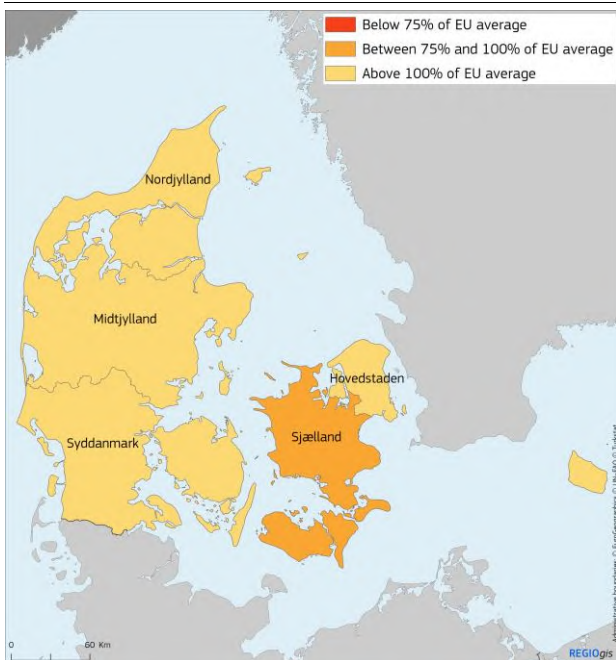 Below 75% of EU average
Between 75% and 100% of EU average
Above 100% of EU average
Nordjylland
Midtjylland
Hovedstaden
Sjælland
Syddanmark
0
60 Km
REGIOgis